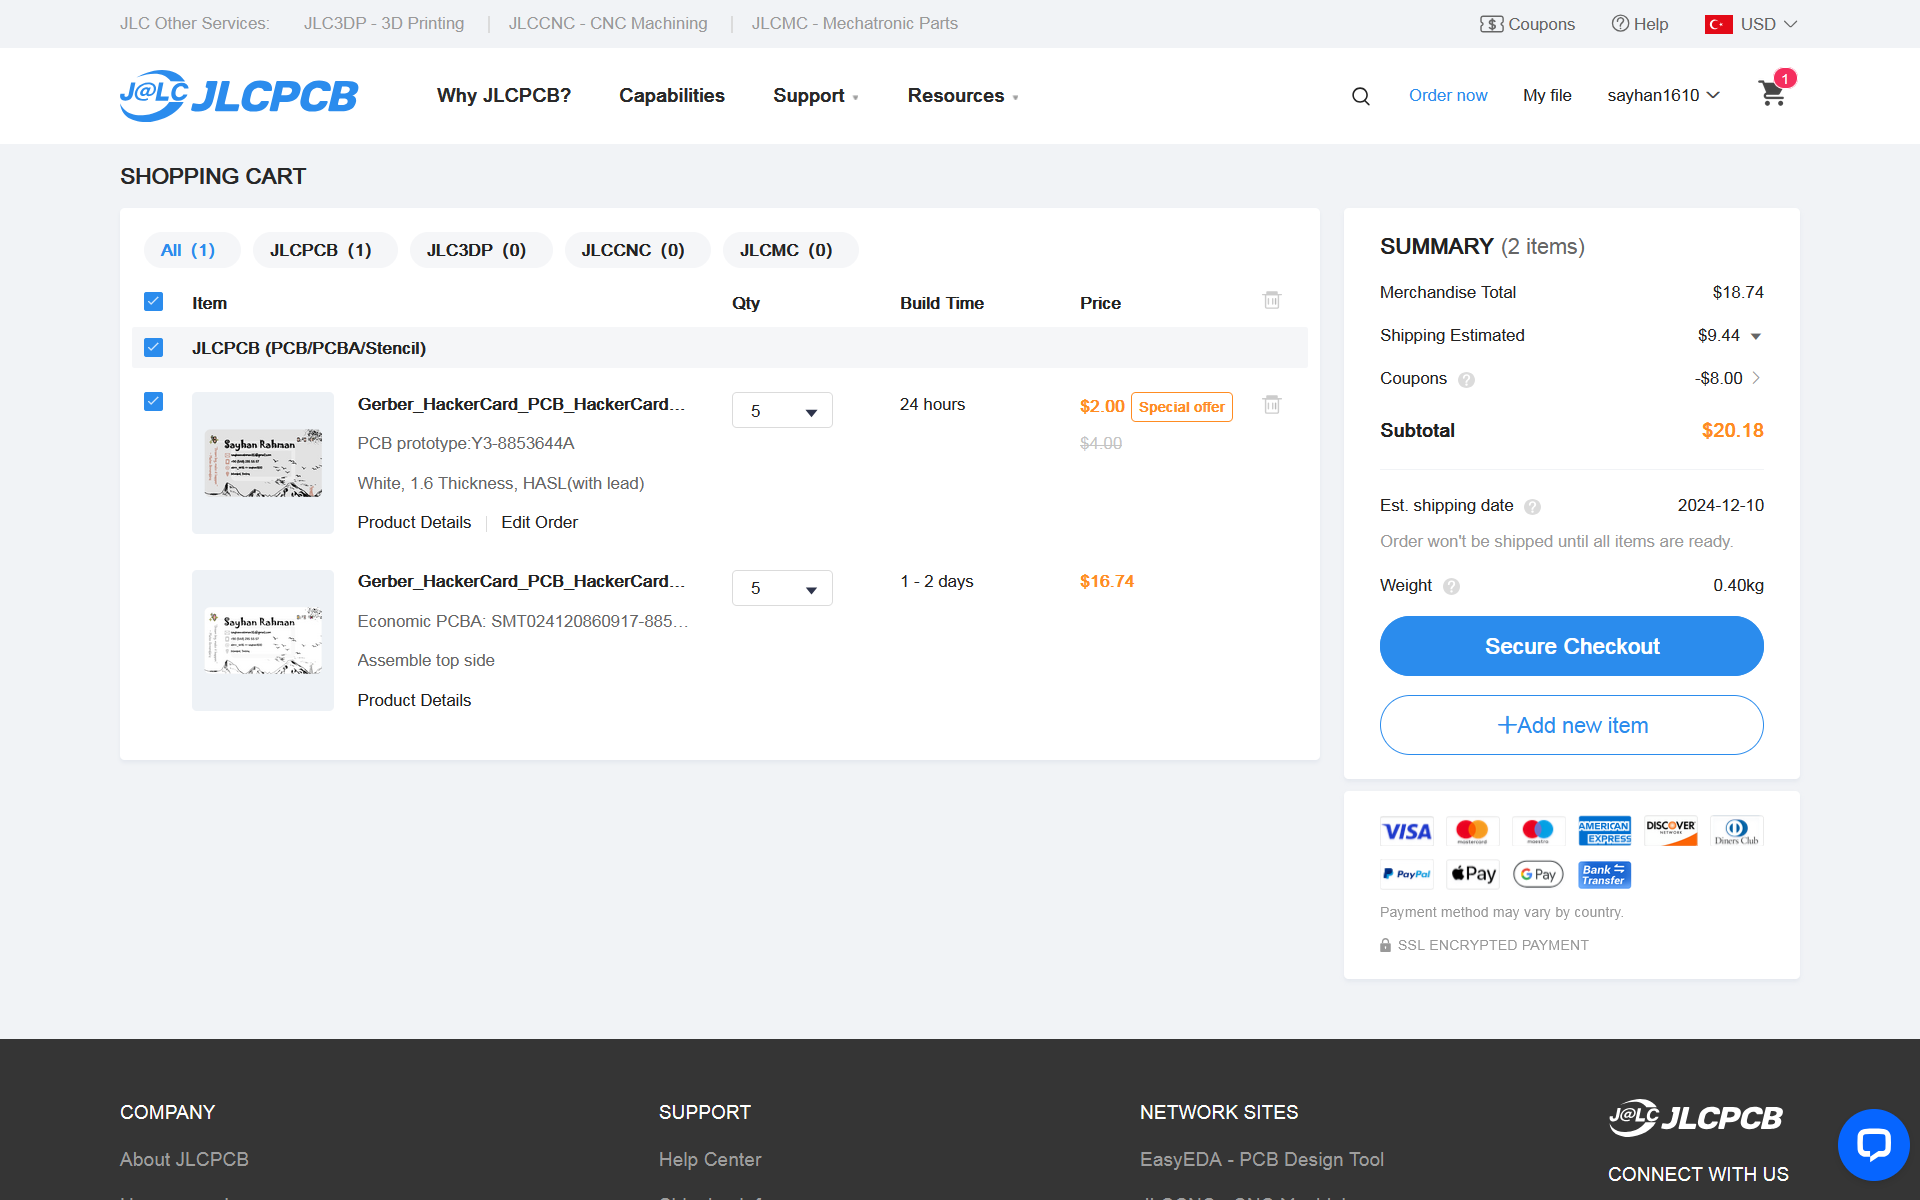 JLC Other Services:
JLC3DP - 3D Printing
JLCCNC - CNC Machining
JLCMC - Mechatronic Parts
Coupons
Help
USD
J@LC JLCPCB
Why JLCPCB?
Capabilities
Support
Resources
Order now
My file
sayhan1610
1
SHOPPING CART
All (1)
JLCPCB (1)
JLC3DP (0)
JLCCNC (0)
JLCMC (0)
Item
Qty
Build Time
Price
JLCPCB (PCB/PCBA/Stencil)
Sayhan Rahman
Gerber_HackerCard_PCB_HackerCard...
PCB prototype:Y3-8853644A
White, 1.6 Thickness, HASL(with lead)
Product Details
Edit Order
5
24 hours
$2.00
Special offer
$4.00
Sayhan Rahman
Gerber_HackerCard_PCB_HackerCard...
Economic PCBA: SMT024120860917-885...
Assemble top side
Product Details
5
1 - 2 days
$16.74
SUMMARY (2 items)
Merchandise Total $18.74
Shipping Estimated $9.44
Coupons ? -$8.00
Subtotal $20.18
Est. shipping date ? 2024-12-10
Order won't be shipped until all items are ready.
Weight ? 0.40kg
Secure Checkout
+Add new item
VISA
mastercard
maestro
AMERICAN EXPRESS
DISCOVER NETWORK
Diners Club
PayPal
Pay
G Pay
Bank Transfer
Payment method may vary by country.
SSL ENCRYPTED PAYMENT
COMPANY
About JLCPCB
SUPPORT
Help Center
NETWORK SITES
EasyEDA - PCB Design Tool
J@LC JLCPCB
CONNECT WITH US